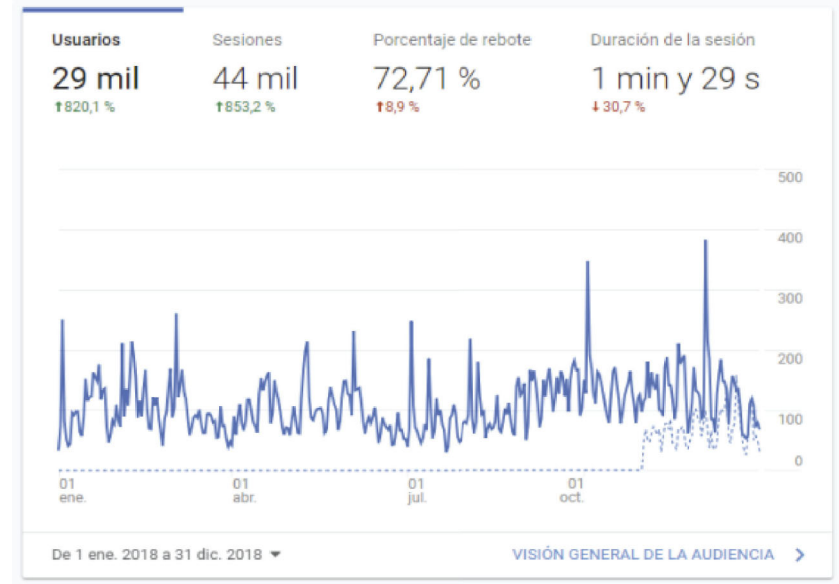 Usuarios Sesiones Porcentaje de rebote Duración de la sesión
29 mil 44 mil 72,71 % 1 min y 29 s
↑820,1 % ↑853,2 % ↑8,9 % ↓30,7 %
500
400
300
200
100
0
01 01 01 01
ene. abr. jul. oct.
De 1 ene. 2018 a 31 dic. 2018 VISIÓN GENERAL DE LA AUDIENCIA